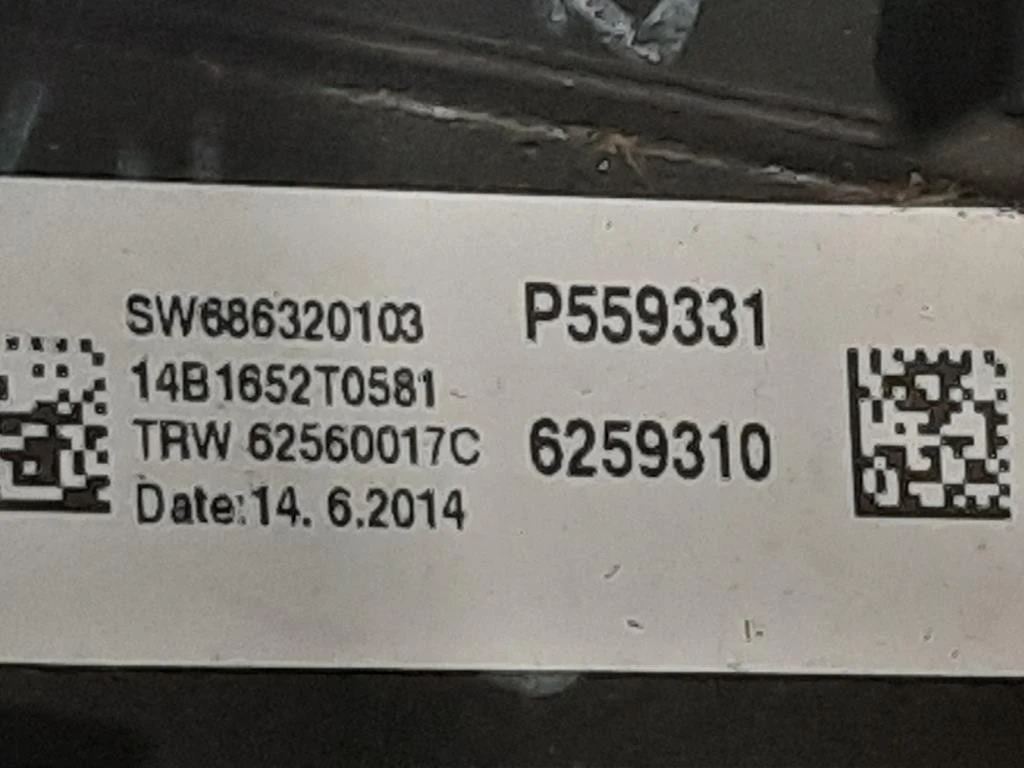 SW686320103
14B1652T0581
TRW 62560017C
Date:14. 6.2014
P559331
6259310